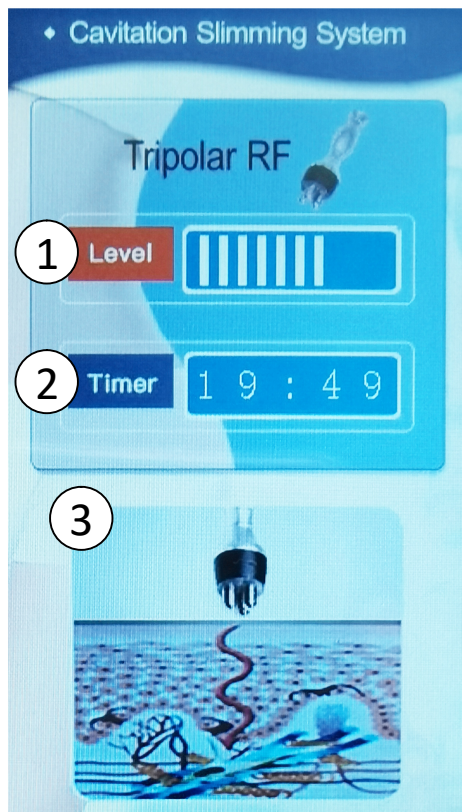 Cavitation Slimming System
Tripolar RF
1 Level
2 Timer 19:49
3